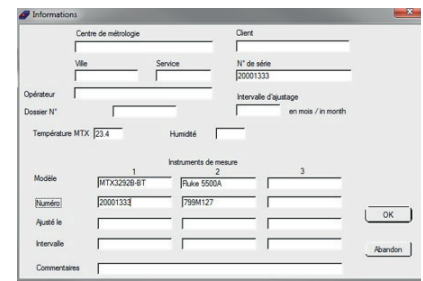 Informations
Centre de métrologie Client
Ville Service N° de série
20001333
Opérateur Intervalle d'ajustage
Dossier N° en mois / in month
Température MTX 23.4 Humidité
Instruments de mesure
Modèle 1 2 3
MTX3292B-BT Fluke 5500A
Numéro 20001333 799M127
Ajusté le
OK
Intervalle
Abandon
Commentaires